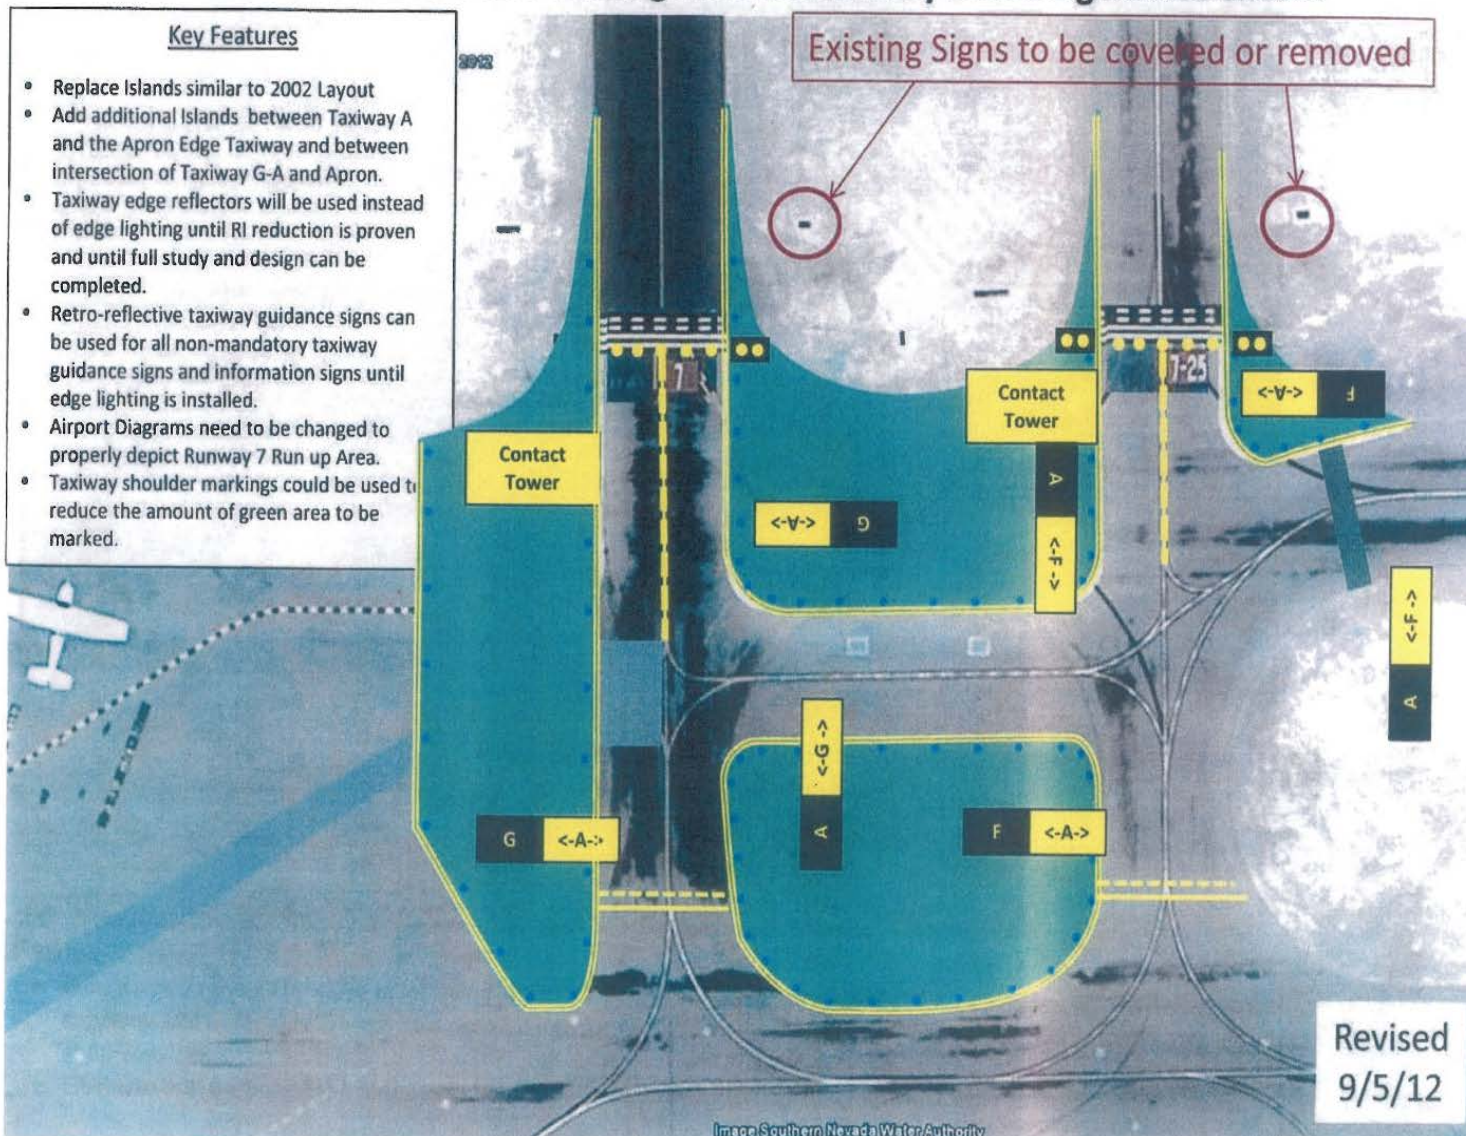 Key Features
• Replace Islands similar to 2002 Layout
• Add additional Islands between Taxiway A
and the Apron Edge Taxiway and between
intersection of Taxiway G-A and Apron.
• Taxiway edge reflectors will be used instead
of edge lighting until RI reduction is proven
and until full study and design can be
completed.
• Retro-reflective taxiway guidance signs can
be used for all non-mandatory taxiway
guidance signs and information signs until
edge lighting is installed.
• Airport Diagrams need to be changed to
properly depict Runway 7 Run up Area.
• Taxiway shoulder markings could be used to
reduce the amount of green area to be
marked.
2012
Existing Signs to be covered or removed
7
7-25
Contact
Tower
Contact
Tower
<-A-> F
A <-F->
<-A-> G
<-F-> A
<-G-> A
G <-A->
F <-A->
Revised
9/5/12
Image Southern Nevada Water Authority